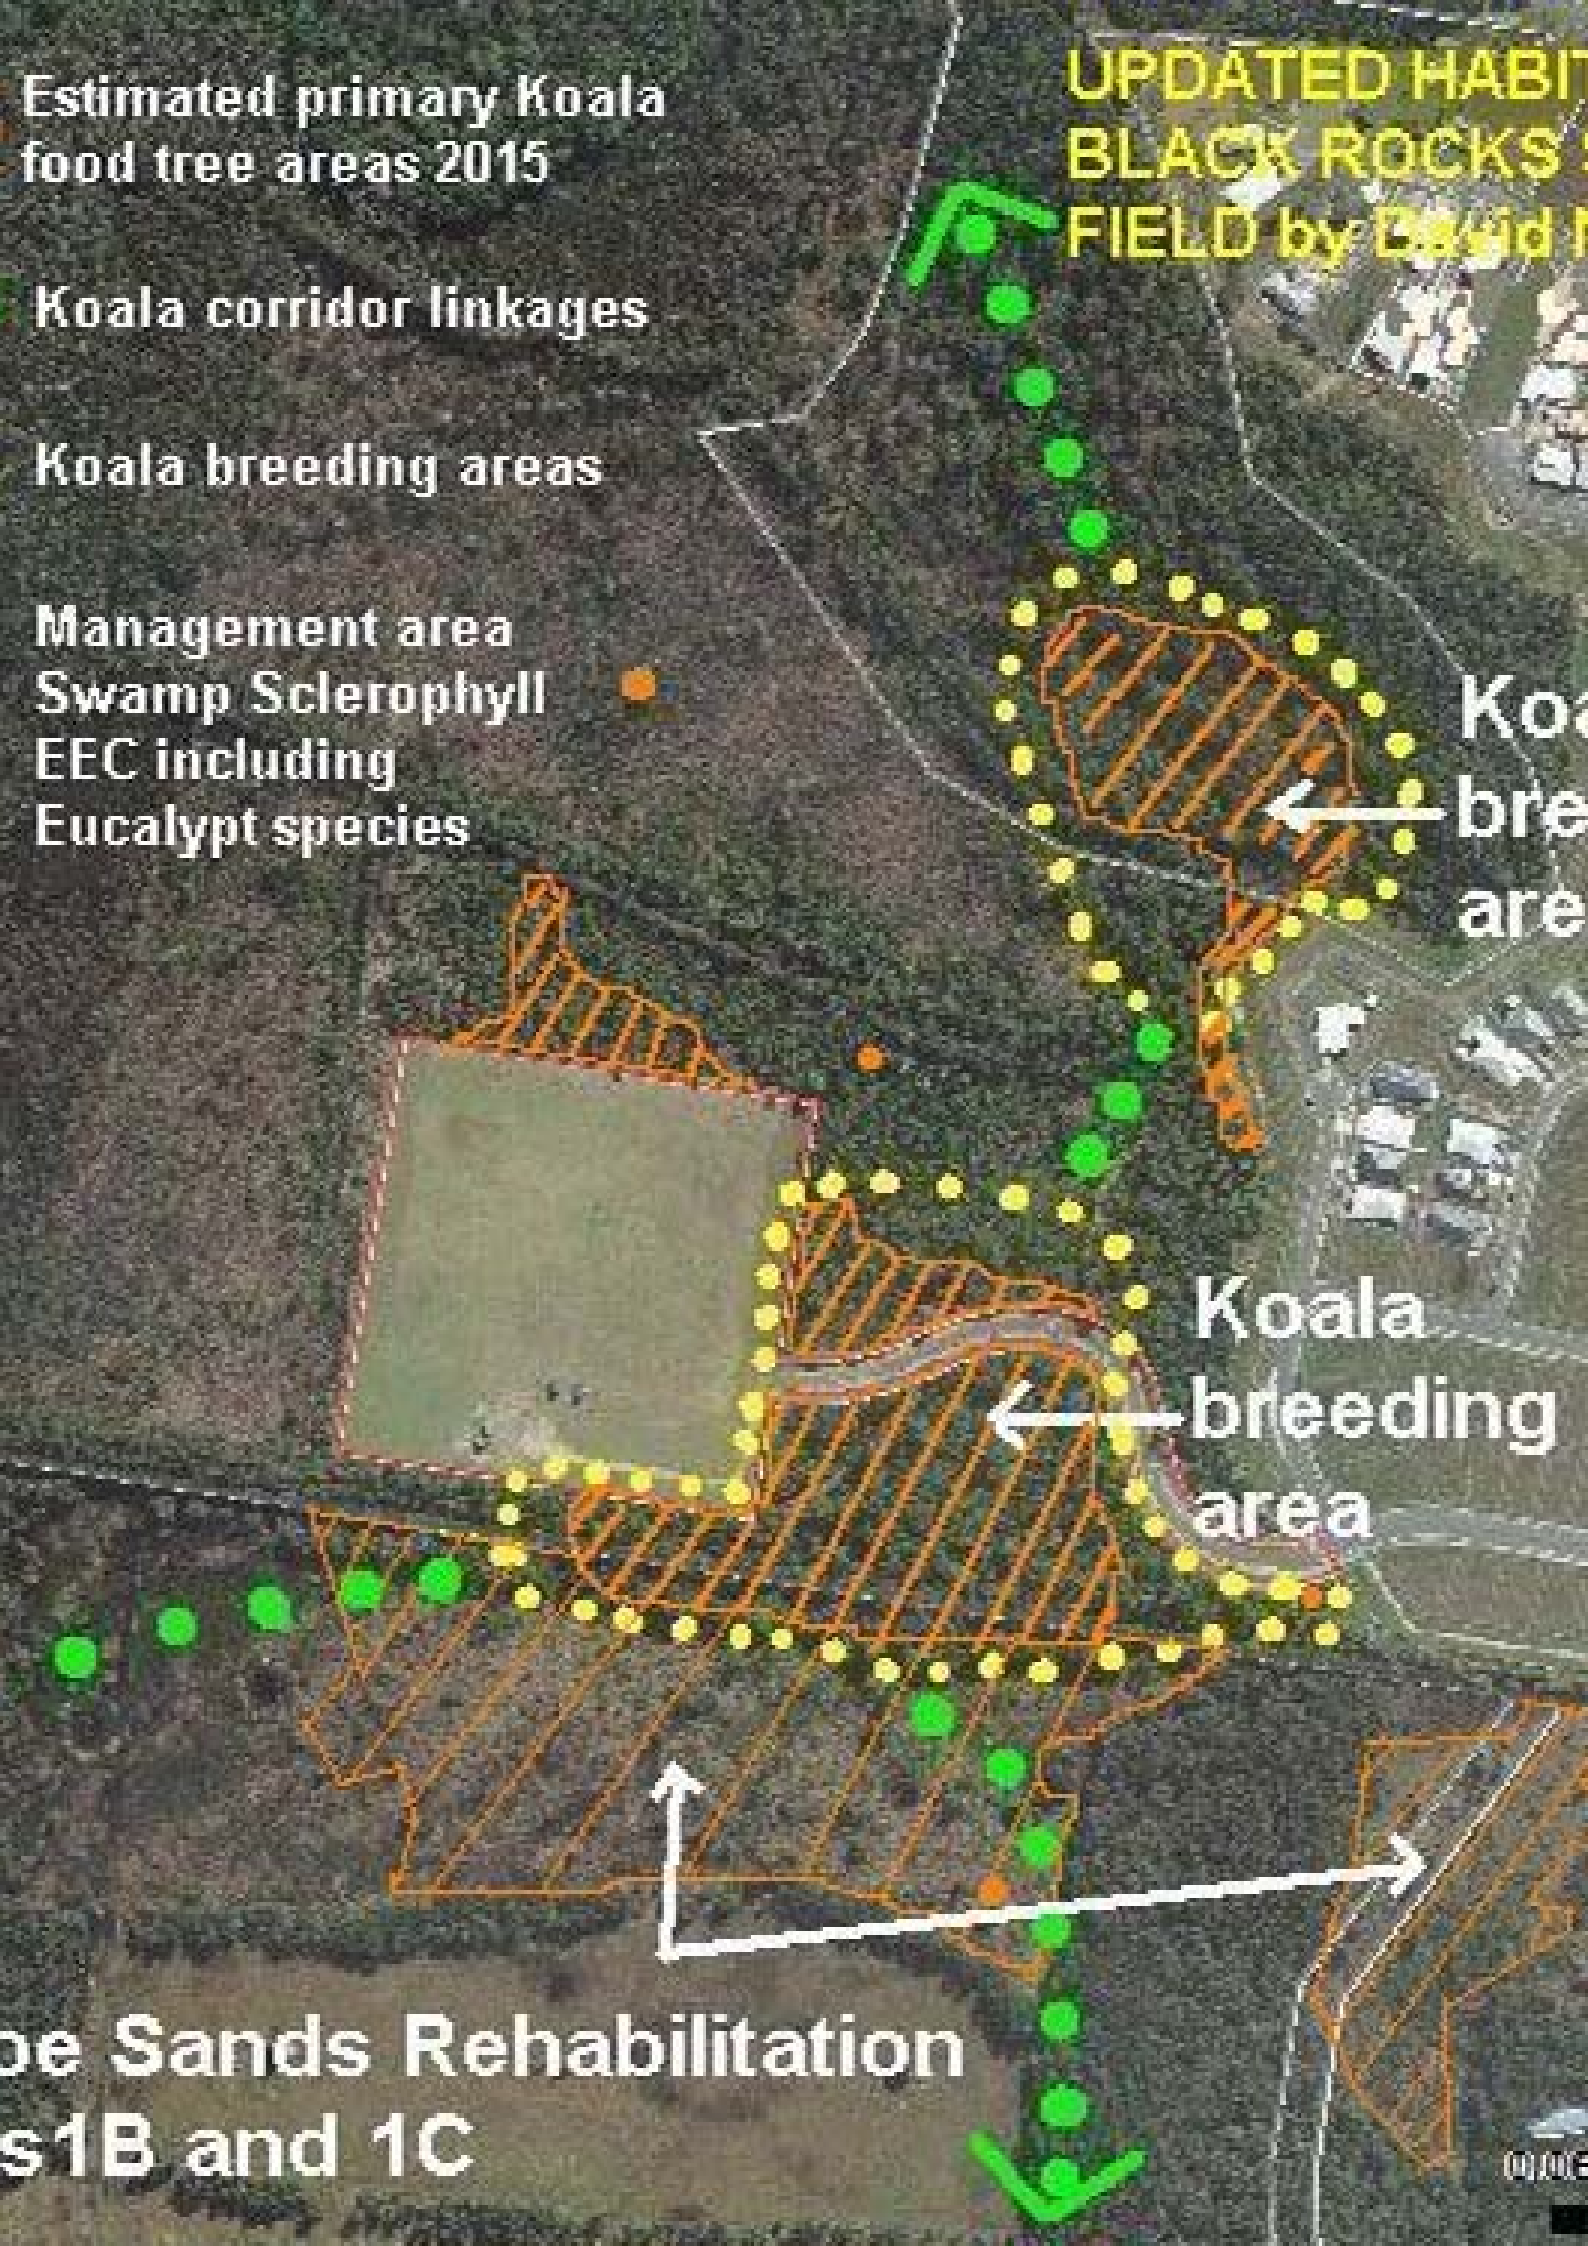 Estimated primary Koala
food tree areas 2015
Koala corridor linkages
Koala breeding areas
Management area
Swamp Sclerophyll
EEC including
Eucalypt species
UPDATED HABIT
BLACK ROCKS
FIELD by David
Koa
bre
are
Koala
breeding
area
pe Sands Rehabilitation
s1B and 1C